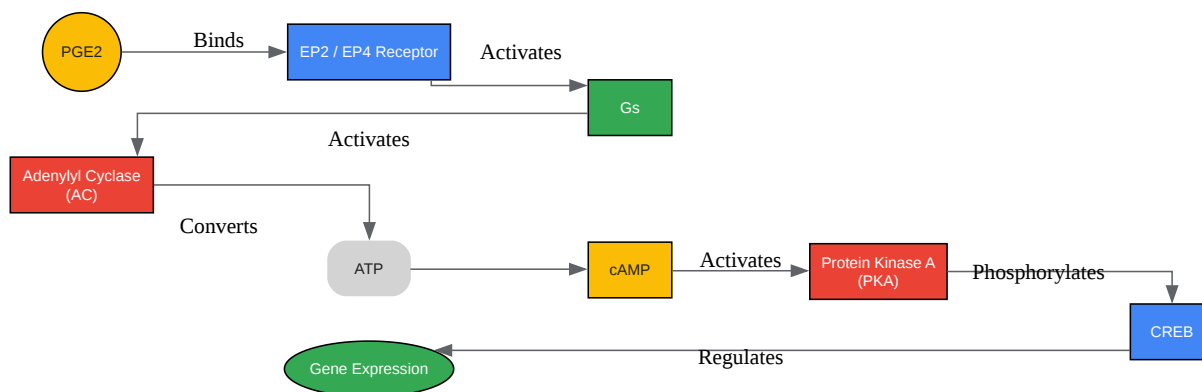 PGE2
Binds
EP2 / EP4 Receptor
Activates
Gs
Activates
Adenylyl Cyclase
(AC)
Converts
ATP
cAMP
Activates
Protein Kinase A
(PKA)
Phosphorylates
CREB
Regulates
Gene Expression